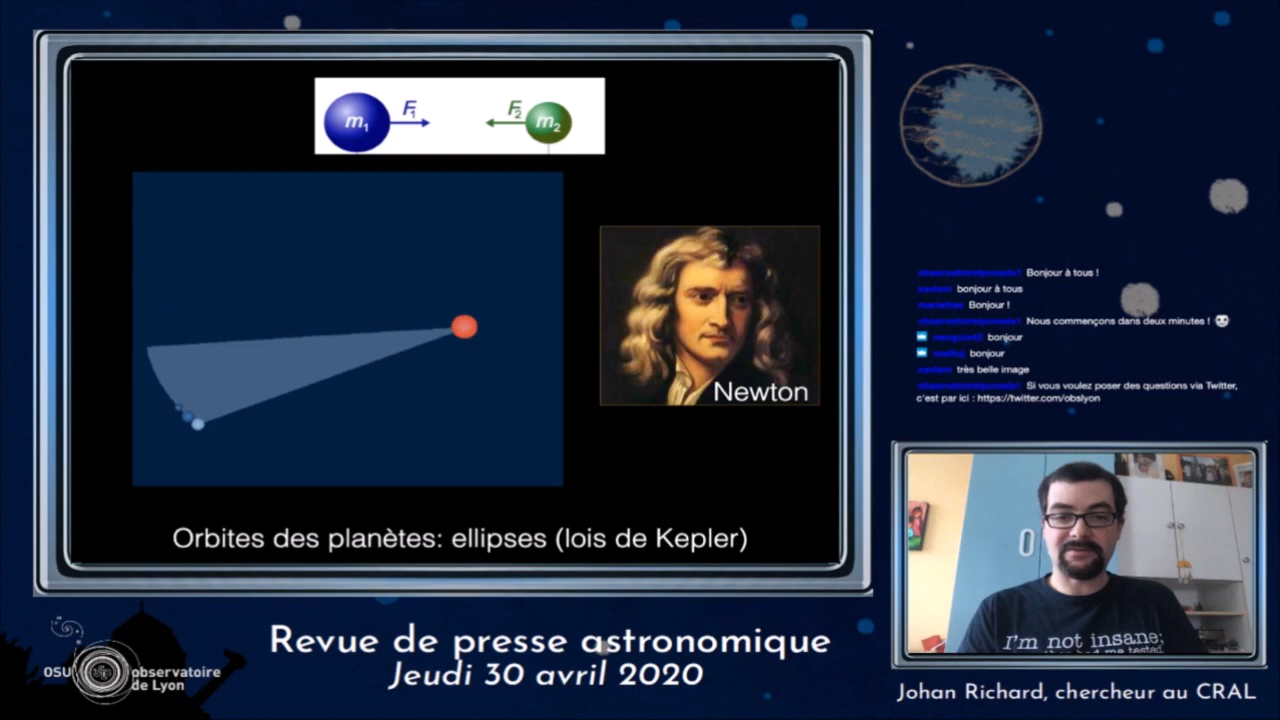 m1 F1 F2 m2
Newton
Orbites des planètes: ellipses (lois de Kepler)
Bonjour à tous !
bonjour à tous
Bonjour !
Nous commençons dans deux minutes !
bonjour
bonjour
très belle image
Si vous voulez poser des questions via Twitter,
c'est par ici : https://twitter.com/obslyon
I'm not insane;
Revue de presse astronomique
Jeudi 30 avril 2020
OSUL observatoire
de Lyon
Johan Richard, chercheur au CRAL